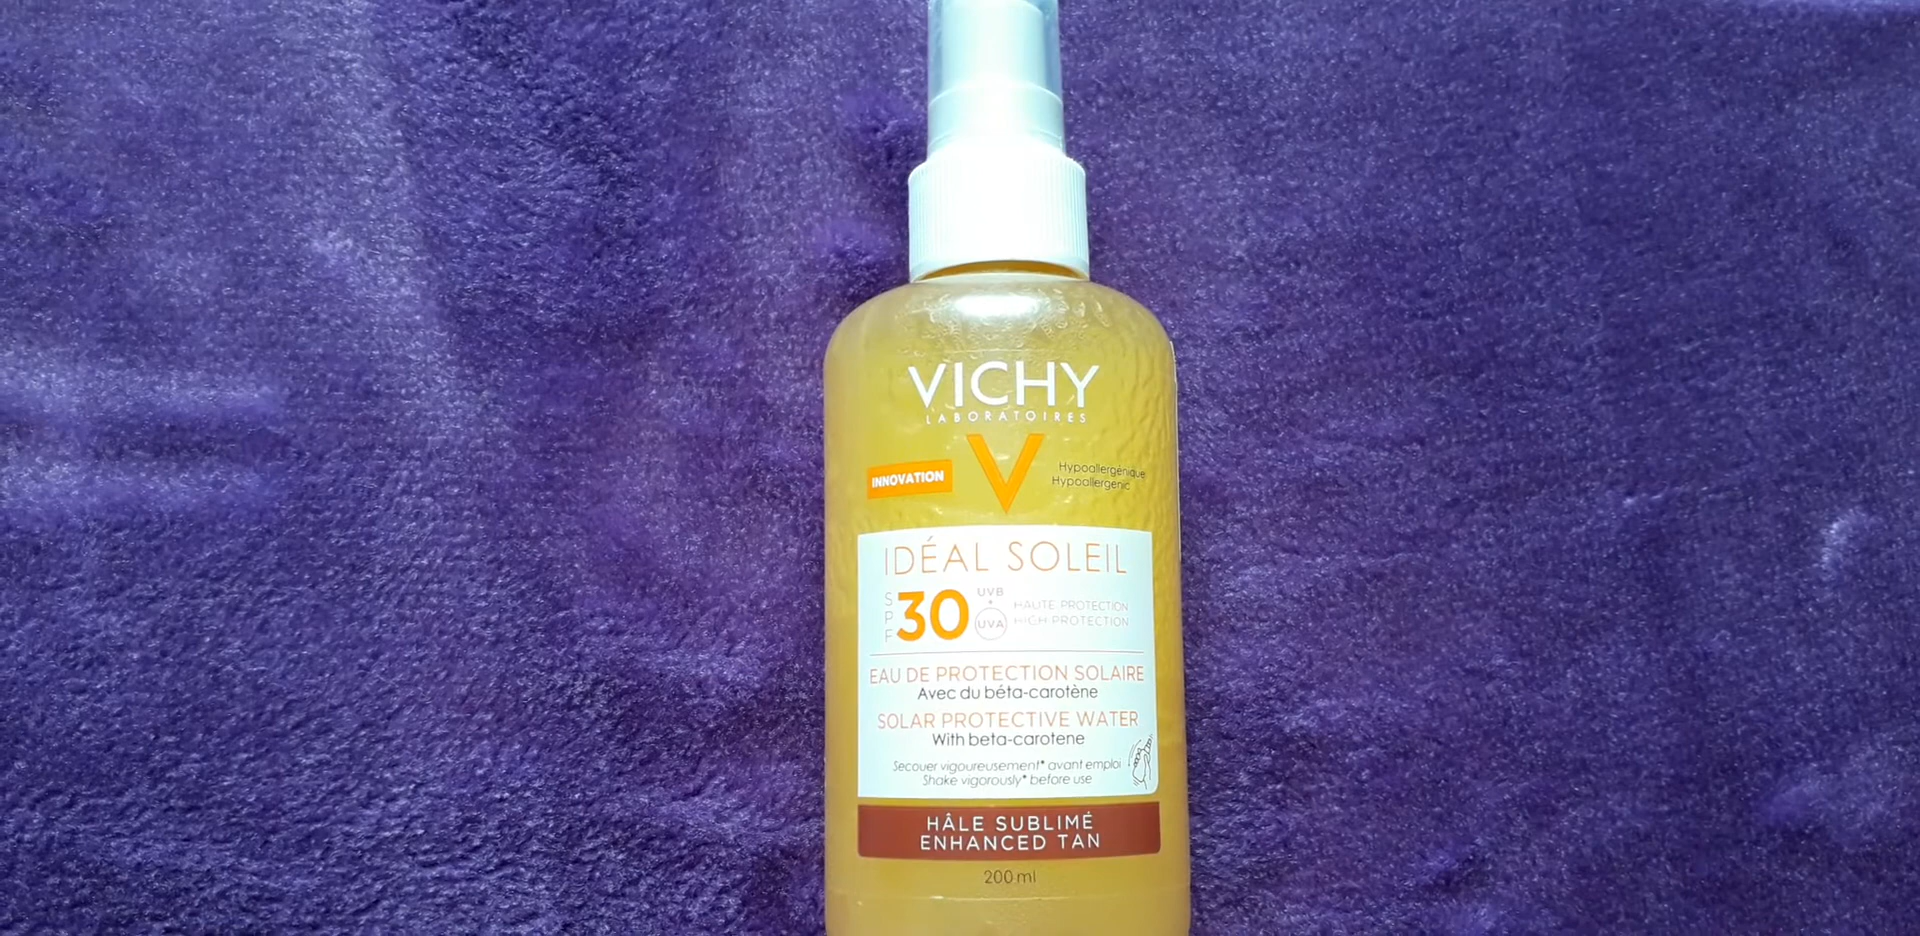 VICHY
LABORATOIRES
INNOVATION
Hypoallergénique
Hypoallergenic
IDÉAL SOLEIL
SPF 30 UVB + UVA
HAUTE PROTECTION
HIGH PROTECTION
EAU DE PROTECTION SOLAIRE
Avec du béta-carotène
SOLAR PROTECTIVE WATER
With beta-carotene
Secouer vigoureusement* avant emploi
Shake vigorously* before use
HÂLE SUBLIMÉ
ENHANCED TAN
200 ml